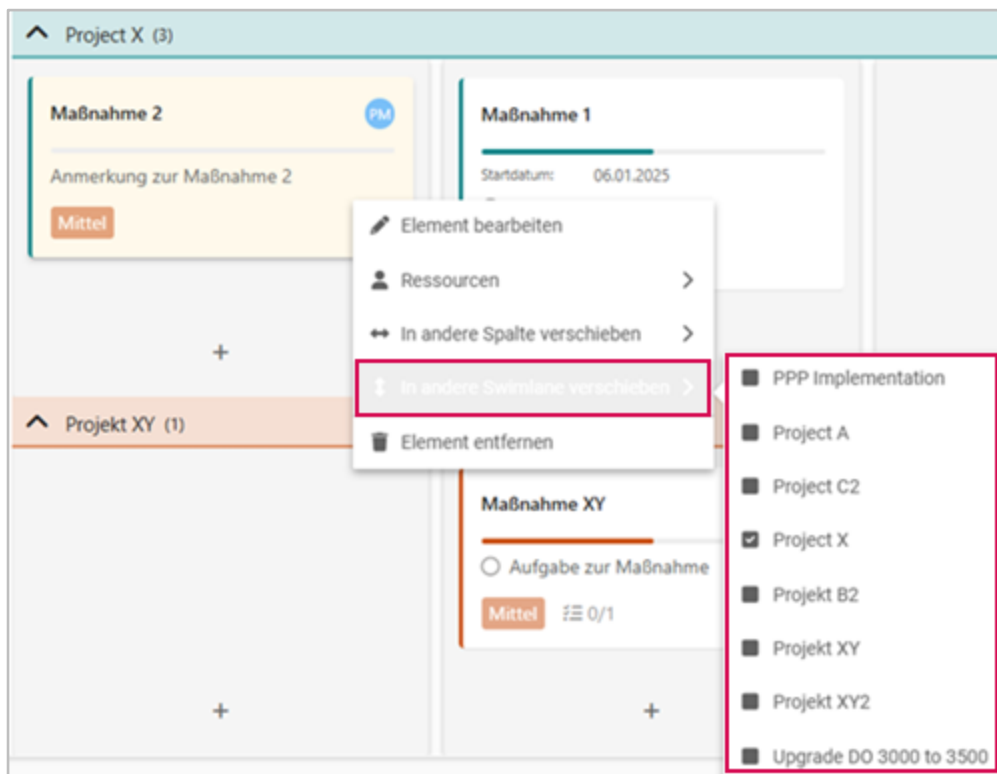 Project X (3)
Maßnahme 2
PM
Anmerkung zur Maßnahme 2
Mittel
Maßnahme 1
Startdatum: 06.01.2025
Element bearbeiten
Ressourcen
In andere Spalte verschieben
In andere Swimlane verschieben
Element entfernen
PPP Implementation
Project A
Project C2
Project X
Projekt B2
Projekt XY
Projekt XY2
Upgrade DO 3000 to 3500
+
Projekt XY (1)
Maßnahme XY
Aufgabe zur Maßnahme
Mittel 0/1
+ +